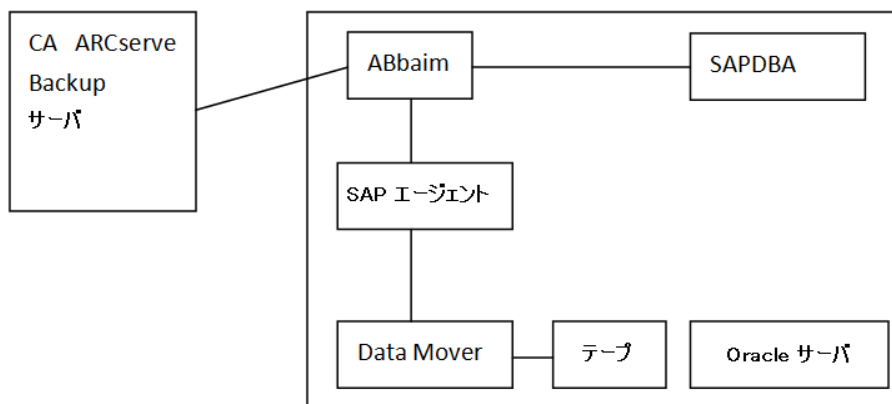 CA ARCserve
Backup
サーバ
ABbaim
SAPDBA
SAP エージェント
Data Mover
テープ
Oracle サーバ